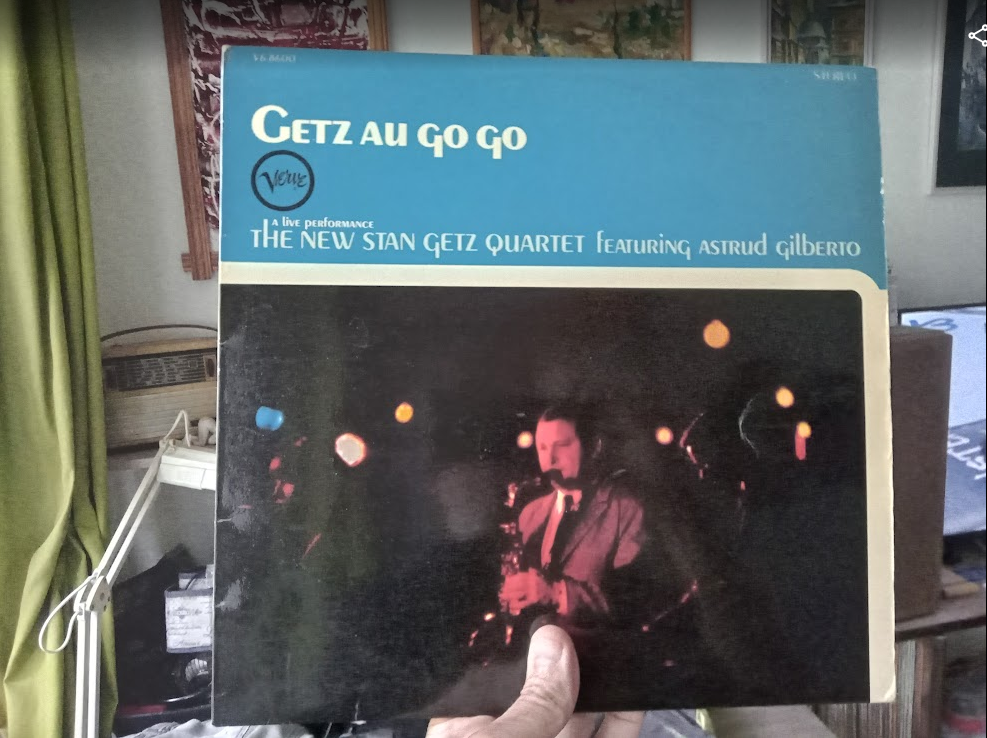 V6 8600
STEREO
GETZ AU GO GO
Verve
A LIVE PERFORMANCE
THE NEW STAN GETZ QUARTET FEATURING ASTRUD GILBERTO